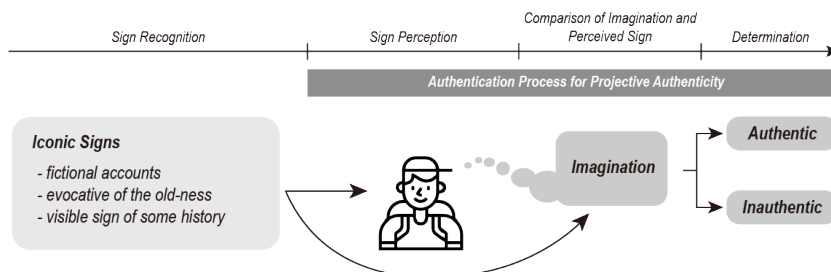 Sign Recognition
Sign Perception
Comparison of Imagination and
Perceived Sign
Determination
Authentication Process for Projective Authenticity
Iconic Signs
- fictional accounts
- evocative of the old-ness
- visible sign of some history
Imagination
Authentic
Inauthentic